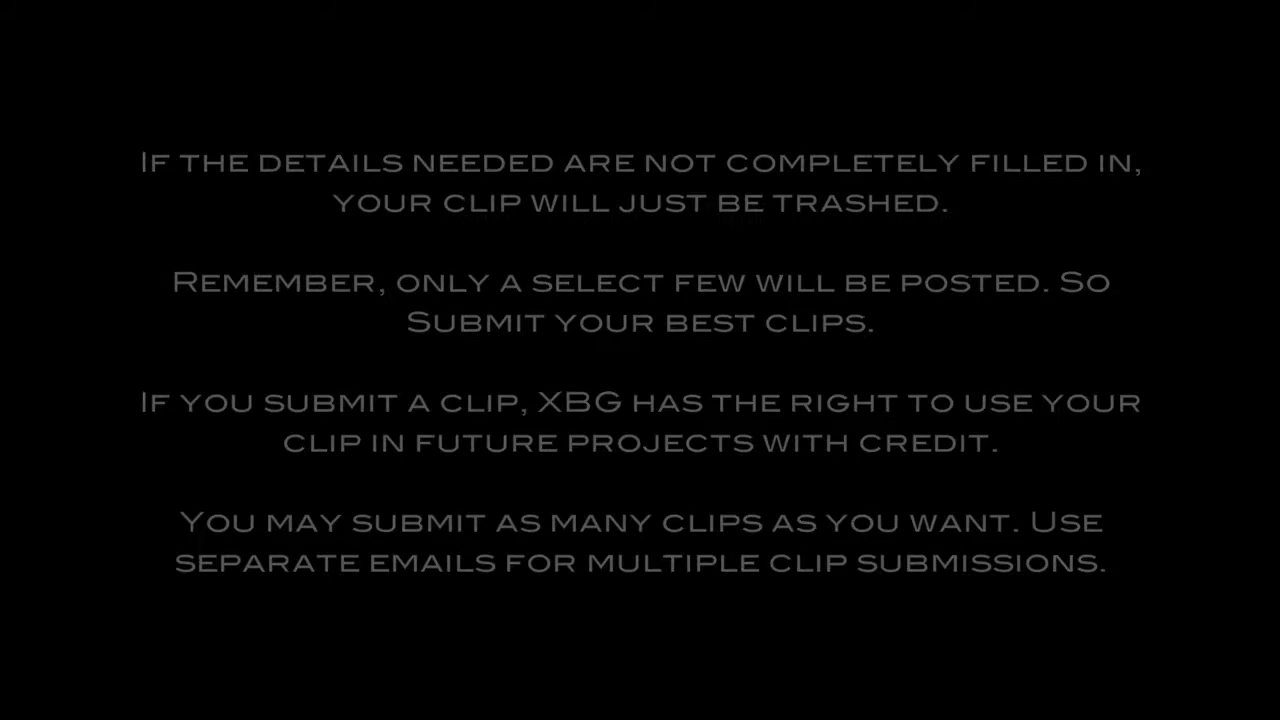 If the details needed are not completely filled in,
your clip will just be trashed.
Remember, only a select few will be posted. So
Submit your best clips.
If you submit a clip, XBG has the right to use your
clip in future projects with credit.
You may submit as many clips as you want. Use
separate emails for multiple clip submissions.